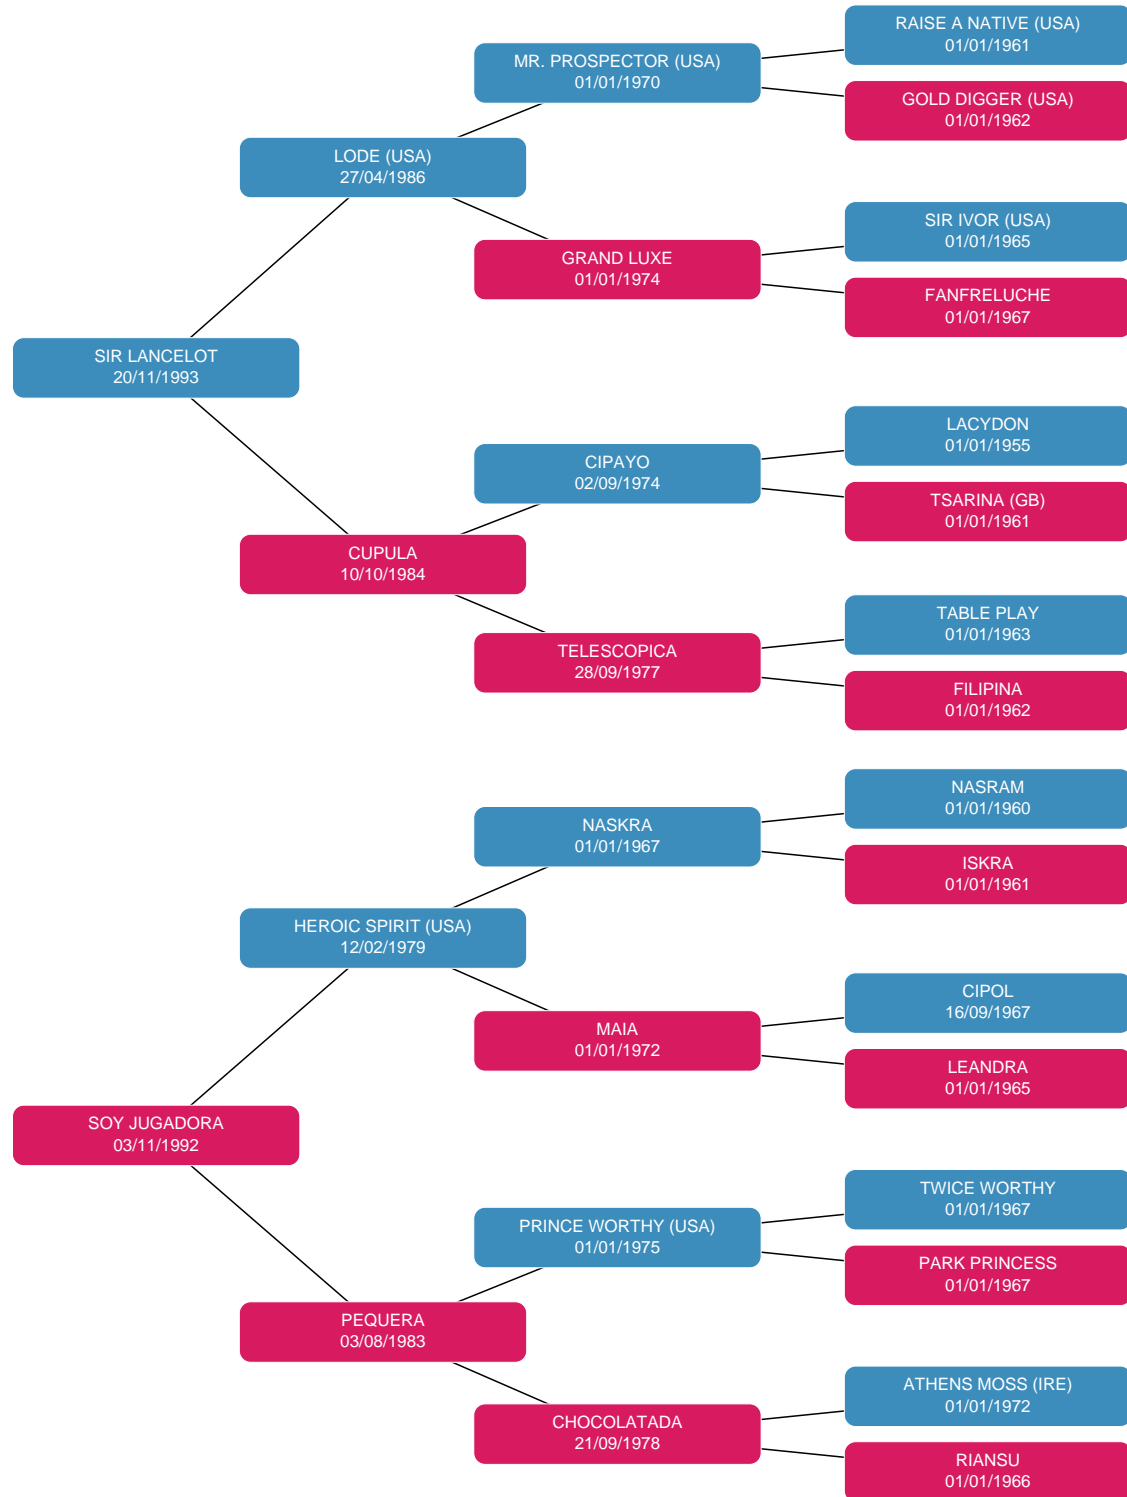 RAISE A NATIVE (USA)
01/01/1961
MR. PROSPECTOR (USA)
01/01/1970
GOLD DIGGER (USA)
01/01/1962
LODE (USA)
27/04/1986
SIR IVOR (USA)
01/01/1965
GRAND LUXE
01/01/1974
FANFRELUCHE
01/01/1967
SIR LANCELOT
20/11/1993
LACYDON
01/01/1955
CIPAYO
02/09/1974
TSARINA (GB)
01/01/1961
CUPULA
10/10/1984
TABLE PLAY
01/01/1963
TELESCOPICA
28/09/1977
FILIPINA
01/01/1962
NASRAM
01/01/1960
NASKRA
01/01/1967
ISKRA
01/01/1961
HEROIC SPIRIT (USA)
12/02/1979
CIPOL
16/09/1967
MAIA
01/01/1972
LEANDRA
01/01/1965
SOY JUGADORA
03/11/1992
TWICE WORTHY
01/01/1967
PRINCE WORTHY (USA)
01/01/1975
PARK PRINCESS
01/01/1967
PEQUERA
03/08/1983
ATHENS MOSS (IRE)
01/01/1972
CHOCOLATADA
21/09/1978
RIANSU
01/01/1966